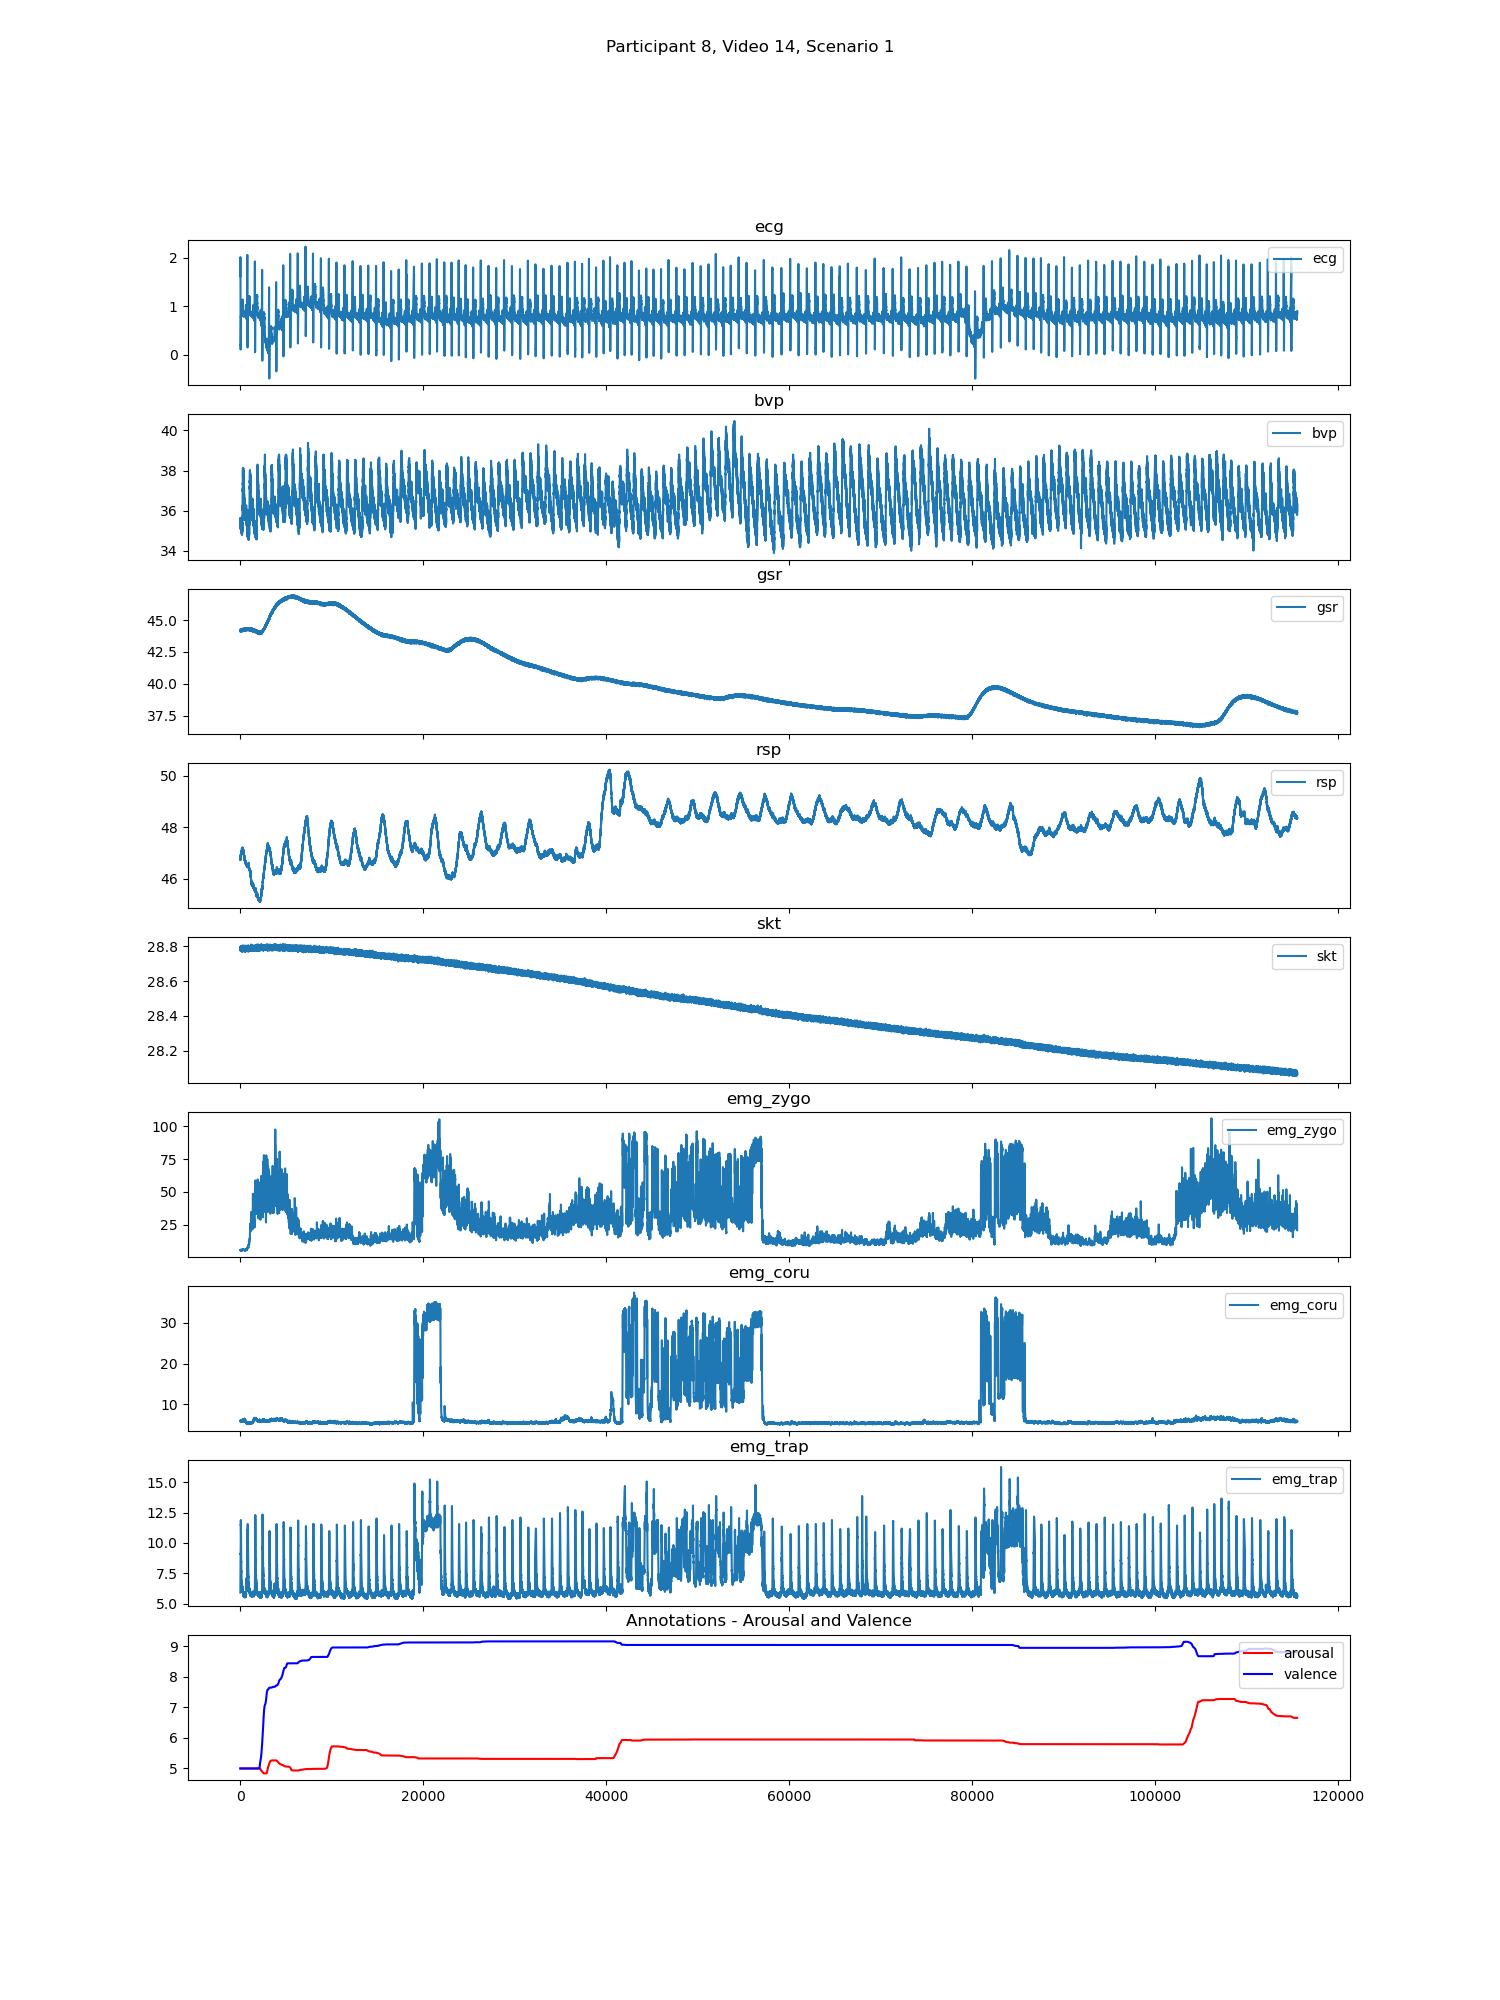 Participant 8, Video 14, Scenario 1
ecg
2
1
0
ecg
bvp
40
38
36
34
bvp
gsr
45.0
42.5
40.0
37.5
gsr
rsp
50
48
46
rsp
skt
28.8
28.6
28.4
28.2
skt
emg_zygo
100
75
50
25
emg_zygo
emg_coru
30
20
10
emg_coru
emg_trap
15.0
12.5
10.0
7.5
5.0
emg_trap
Annotations - Arousal and Valence
9
8
7
6
5
arousal
valence
0 20000 40000 60000 80000 100000 120000